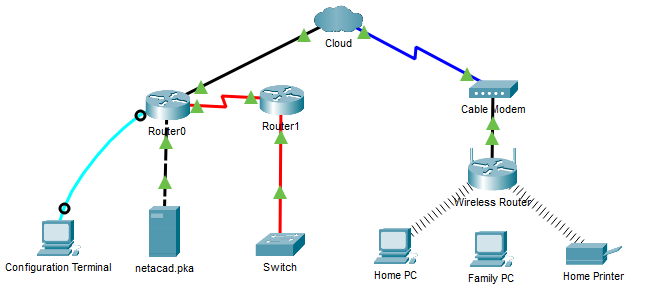 Cloud
Cable Modem
Router0
Router1
Wireless Router
Configuration Terminal
netacad.pka
Switch
Home PC
Family PC
Home Printer